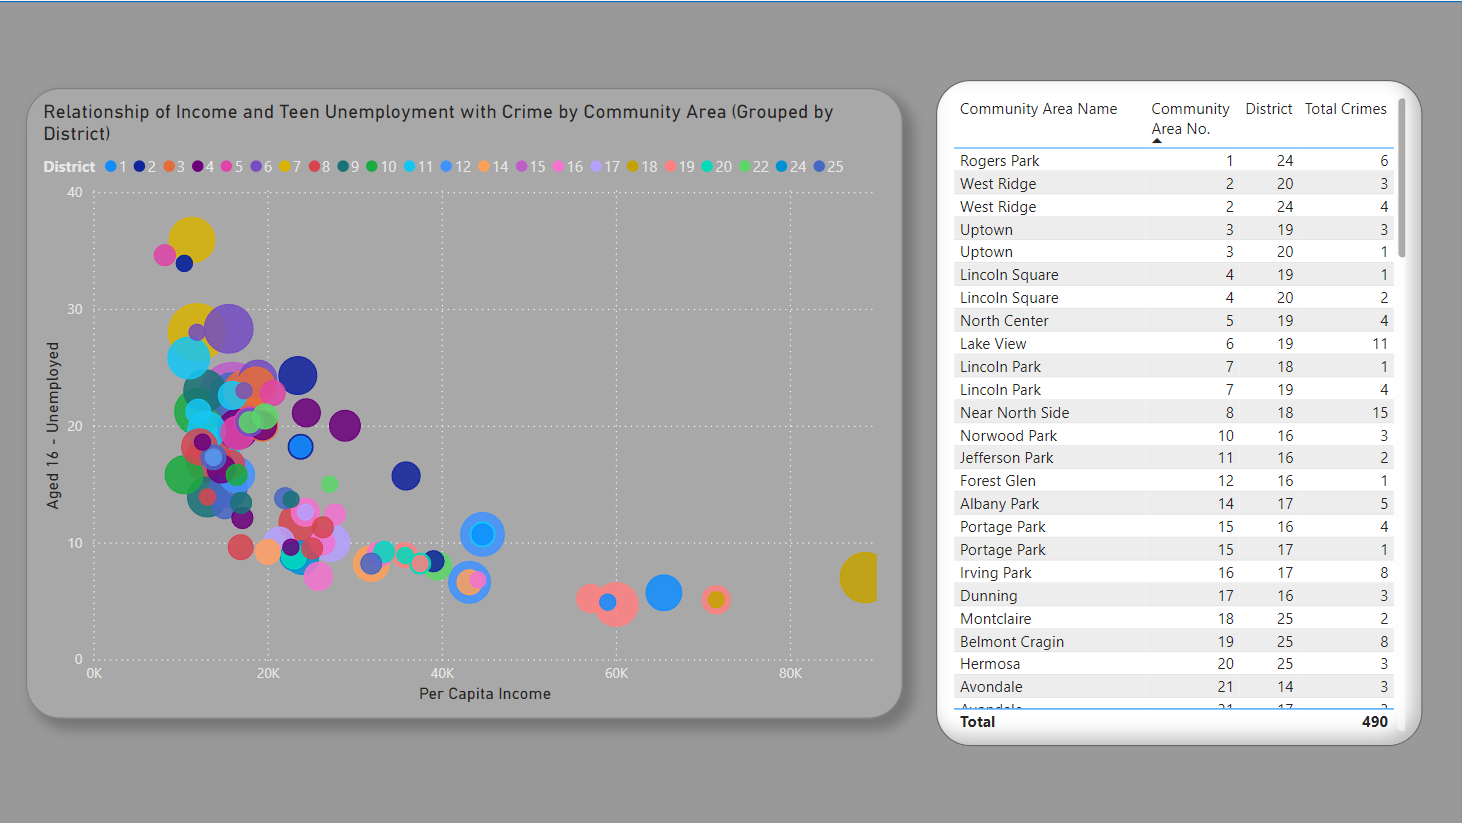 Relationship of Income and Teen Unemployment with Crime by Community Area (Grouped by
District)
District 1 2 3 4 5 6 7 8 9 10 11 12 14 15 16 17 18 19 20 22 24 25
40
30
20
10
0
Aged 16 - Unemployed
0K 20K 40K 60K 80K
Per Capita Income
Community Area Name Community District Total Crimes
Area No.
Rogers Park 1 24 6
West Ridge 2 20 3
West Ridge 2 24 4
Uptown 3 19 3
Uptown 3 20 1
Lincoln Square 4 19 1
Lincoln Square 4 20 2
North Center 5 19 4
Lake View 6 19 11
Lincoln Park 7 18 1
Lincoln Park 7 19 4
Near North Side 8 18 15
Norwood Park 10 16 3
Jefferson Park 11 16 2
Forest Glen 12 16 1
Albany Park 14 17 5
Portage Park 15 16 4
Portage Park 15 17 1
Irving Park 16 17 8
Dunning 17 16 3
Montclaire 18 25 2
Belmont Cragin 19 25 8
Hermosa 20 25 3
Avondale 21 14 3
Avondale 21 17
Total 490